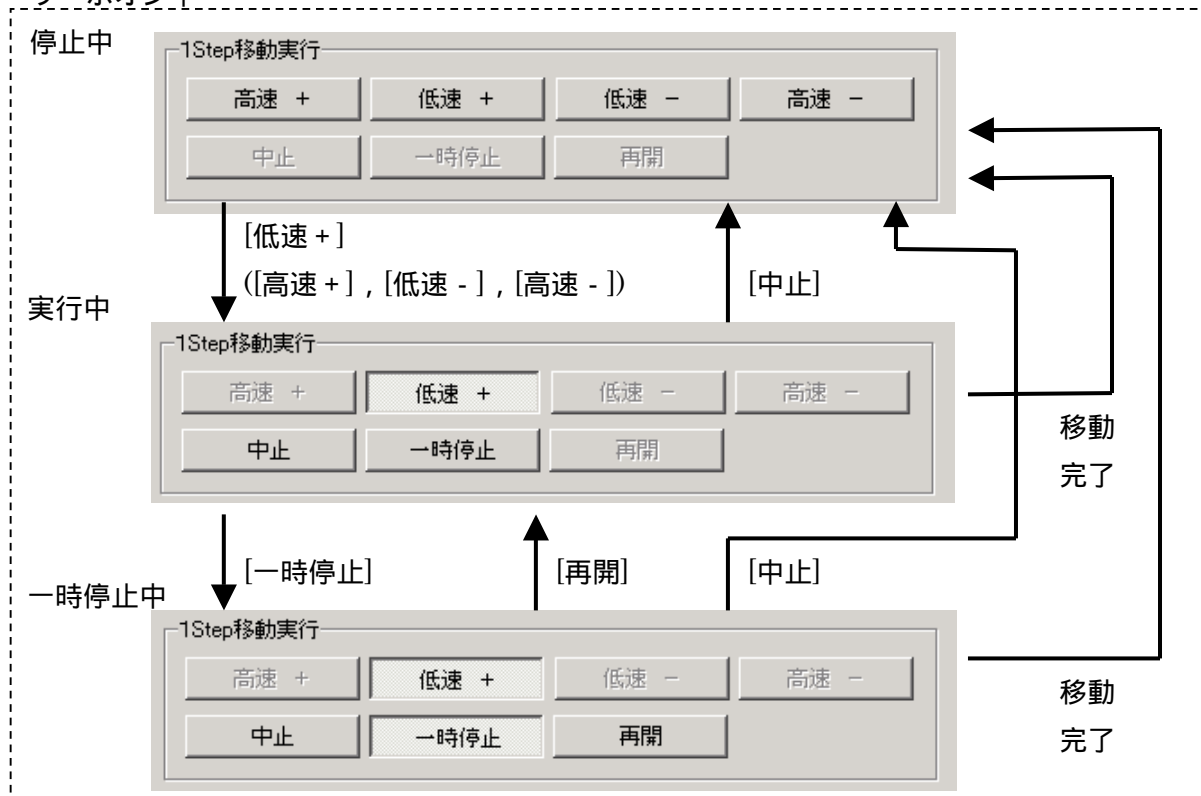 停止中
1Step移動実行
高速 + 低速 + 低速 - 高速 -
中止 一時停止 再開
[低速+]
([高速+],[低速-],[高速-]) [中止]
実行中
1Step移動実行
高速 + 低速 + 低速 - 高速 -
中止 一時停止 再開
移動
完了
[一時停止] [再開] [中止]
一時停止中
1Step移動実行
高速 + 低速 + 低速 - 高速 -
中止 一時停止 再開
移動
完了